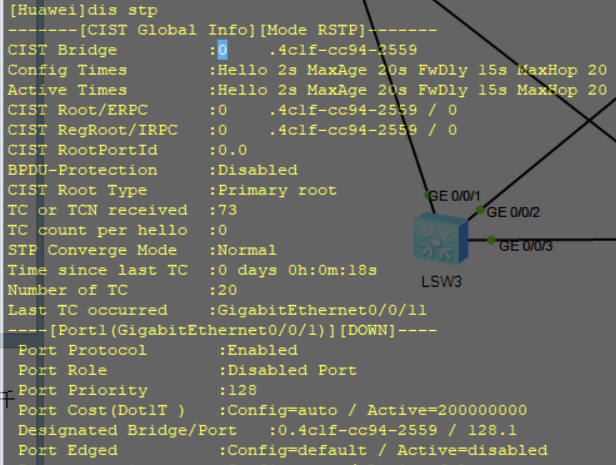 [Huawei]dis stp
-------[CIST Global Info][Mode RSTP]-------
CIST Bridge         :0    .4c1f-cc94-2559
Config Times        :Hello 2s MaxAge 20s FwDly 15s MaxHop 20
Active Times        :Hello 2s MaxAge 20s FwDly 15s MaxHop 20
CIST Root/ERPC      :0    .4c1f-cc94-2559 / 0
CIST RegRoot/IRPC   :0    .4c1f-cc94-2559 / 0
CIST RootPortId     :0.0
BPDU-Protection     :Disabled
CIST Root Type      :Primary root
TC or TCN received  :73
TC count per hello  :0
STP Converge Mode   :Normal
Time since last TC  :0 days 0h:0m:18s
Number of TC        :20
Last TC occurred    :GigabitEthernet0/0/11
----[Port1(GigabitEthernet0/0/1)][DOWN]----
 Port Protocol       :Enabled
 Port Role           :Disabled Port
 Port Priority       :128
 Port Cost(Dot1T )   :Config=auto / Active=200000000
 Designated Bridge/Port   :0.4c1f-cc94-2559 / 128.1
 Port Edged          :Config=default / Active=disabled
GE 0/0/1
GE 0/0/2
GE 0/0/3
LSW3